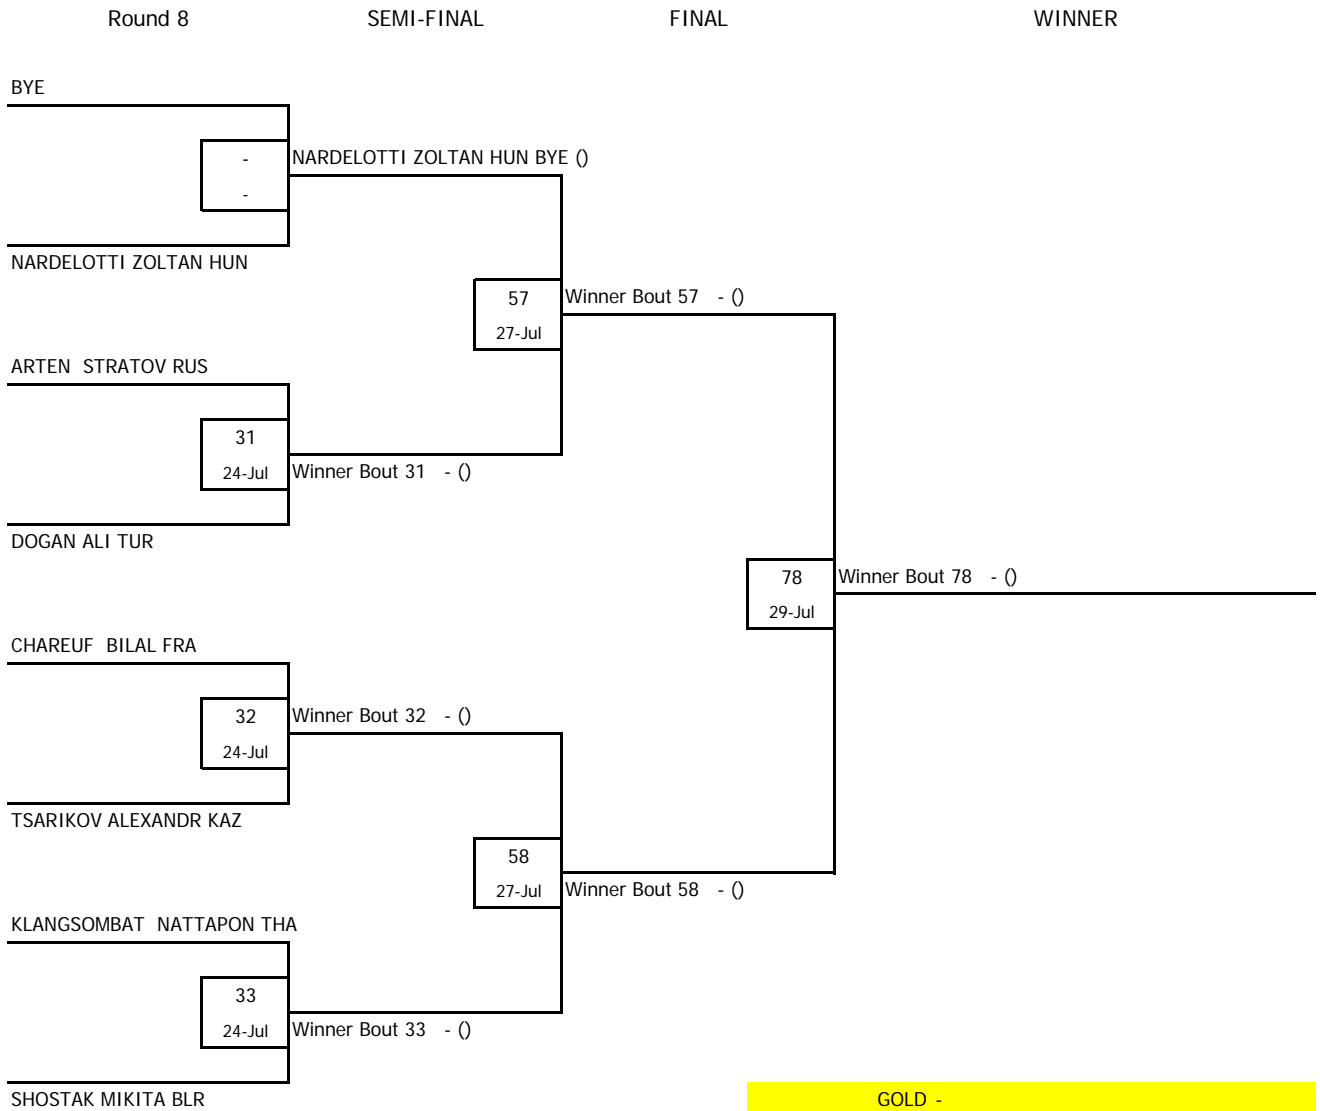 Round 8 SEMI-FINAL FINAL WINNER
BYE
- NARDELOTTI ZOLTAN HUN BYE ()
-
NARDELOTTI ZOLTAN HUN
57 Winner Bout 57 - ()
27-Jul
ARTEN STRATOV RUS
31
24-Jul Winner Bout 31 - ()
DOGAN ALI TUR
78 Winner Bout 78 - ()
29-Jul
CHAREUF BILAL FRA
32 Winner Bout 32 - ()
24-Jul
TSARIKOV ALEXANDR KAZ
58
27-Jul Winner Bout 58 - ()
KLANGSOMBAT NATTAPON THA
33
24-Jul Winner Bout 33 - ()
SHOSTAK MIKITA BLR GOLD -